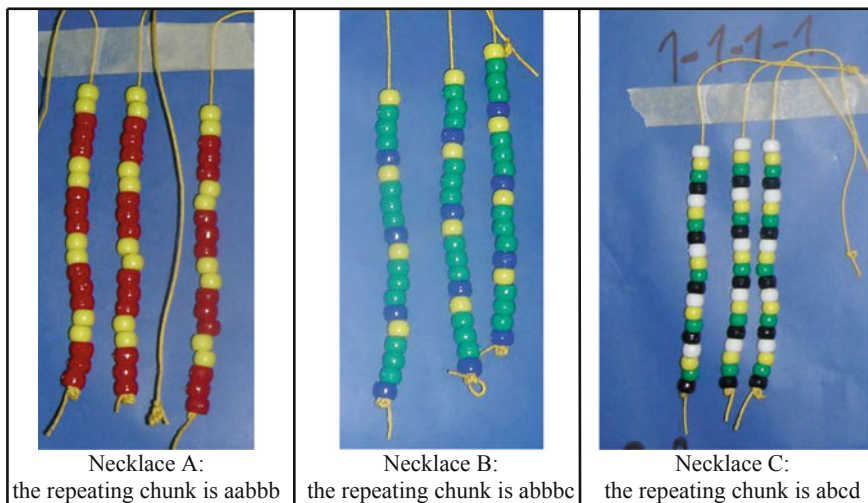 1-1-1-1
Necklace A:
the repeating chunk is aabbb
Necklace B:
the repeating chunk is abbbc
Necklace C:
the repeating chunk is abcd